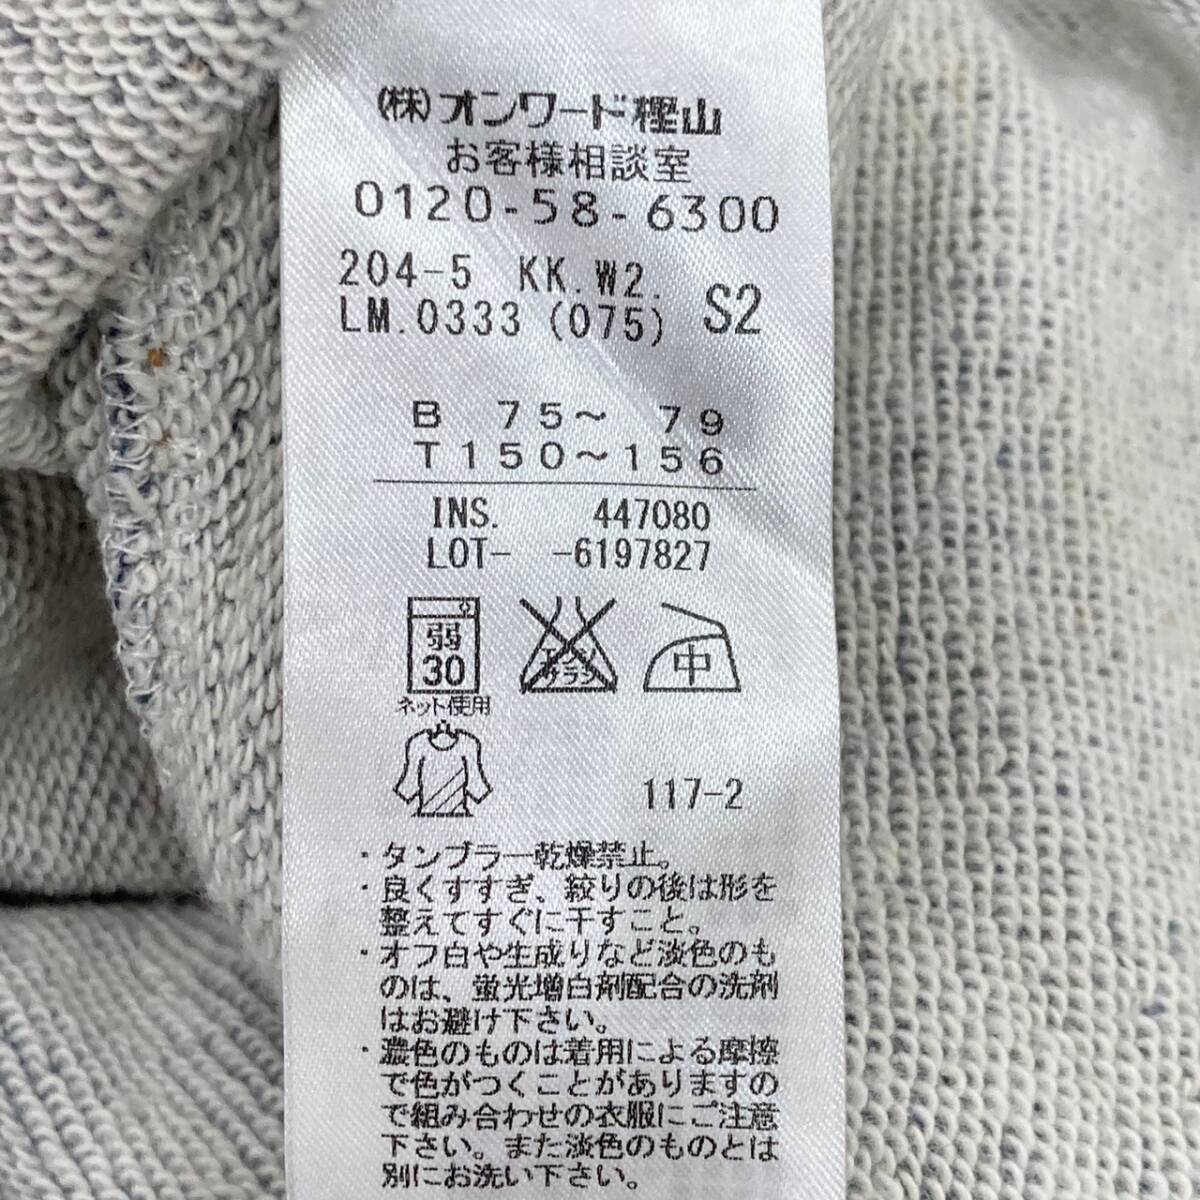 (株)オンワード樫山
お客様相談室
0120-58-6300
204-5 KK.W2.
LM.0333 (075) S2
B 75〜 79
T150〜156
INS. 447080
LOT- -6197827
弱
30
エンソ
サラシ
中
ネット使用
117-2
・タンブラー乾燥禁止。
・良くすすぎ、絞りの後は形を
整えてすぐに干すこと。
・オフ白や生成りなど淡色のも
のは、蛍光増白剤配合の洗剤
はお避け下さい。
・濃色のものは着用による摩擦
で色がつくことがありますの
で組み合わせの衣服にご注意
下さい。また淡色のものとは
別にお洗い下さい。